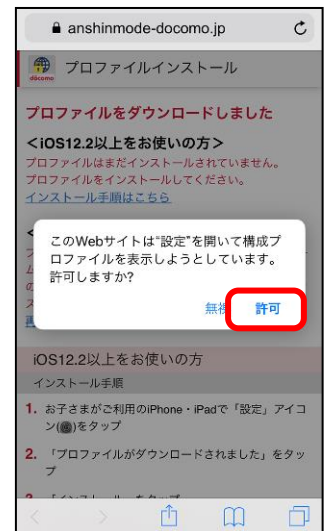 anshinmode-docomo.jp
docomo
プロファイルインストール
プロファイルをダウンロードしました
＜iOS12.2以上をお使いの方＞
プロファイルはまだインストールされていません。
プロファイルをインストールしてください。
インストール手順はこちら
このWebサイトは"設定"を開いて構成プ
ロファイルを表示しようとしています。
許可しますか?
無視 許可
iOS12.2以上をお使いの方
インストール手順
1. お子さまがご利用のiPhone・iPadで「設定」アイコ
ン()をタップ
2. 「プロファイルがダウンロードされました」をタッ
プ